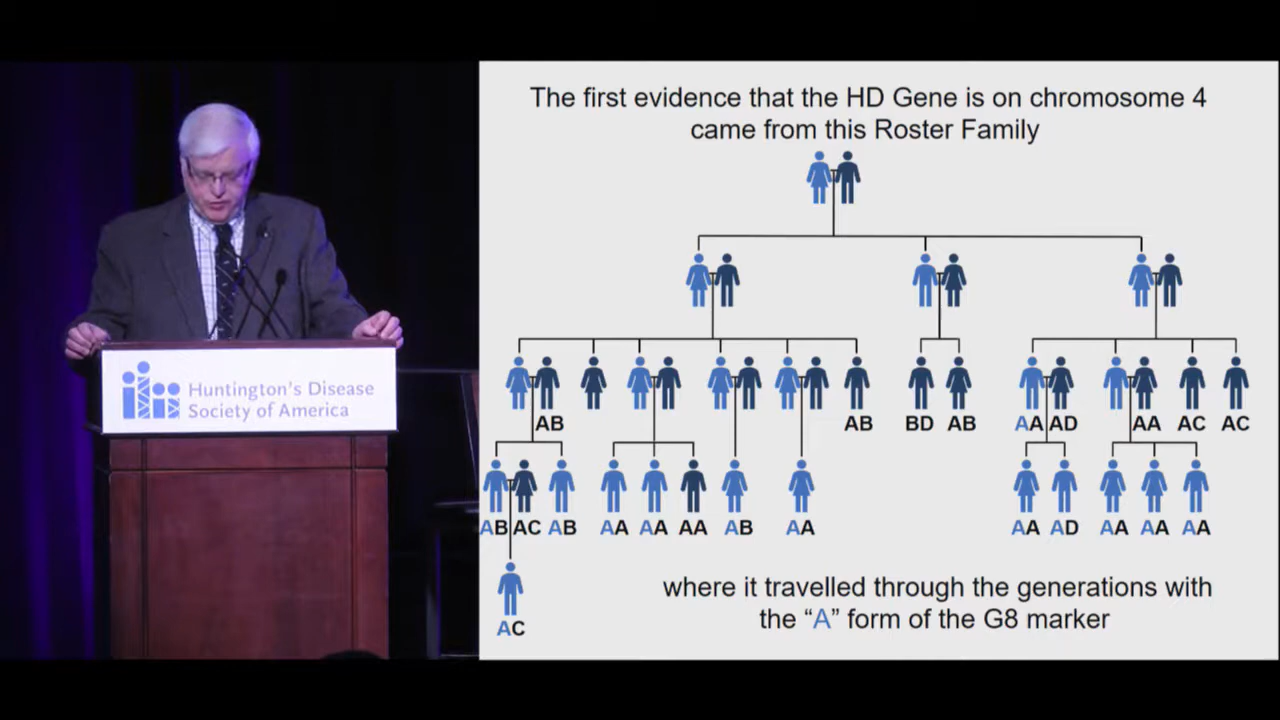 The first evidence that the HD Gene is on chromosome 4
came from this Roster Family
AB
AB
BD AB
AA AD
AA AC AC
AB AC AB
AA AA AA
AB
AA
AA AD
AA AA AA
AC
where it travelled through the generations with
the “A” form of the G8 marker
Huntington's Disease
Society of America